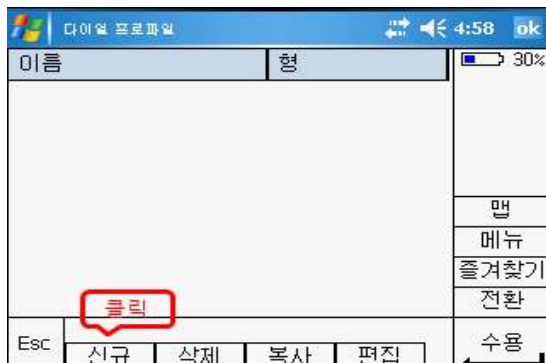 다이얼 프로파일 4:58 ok
이름 형 30%
맵
메뉴
즐겨찾기
전환
클릭
Esc 신규 삭제 복사 편집 수용